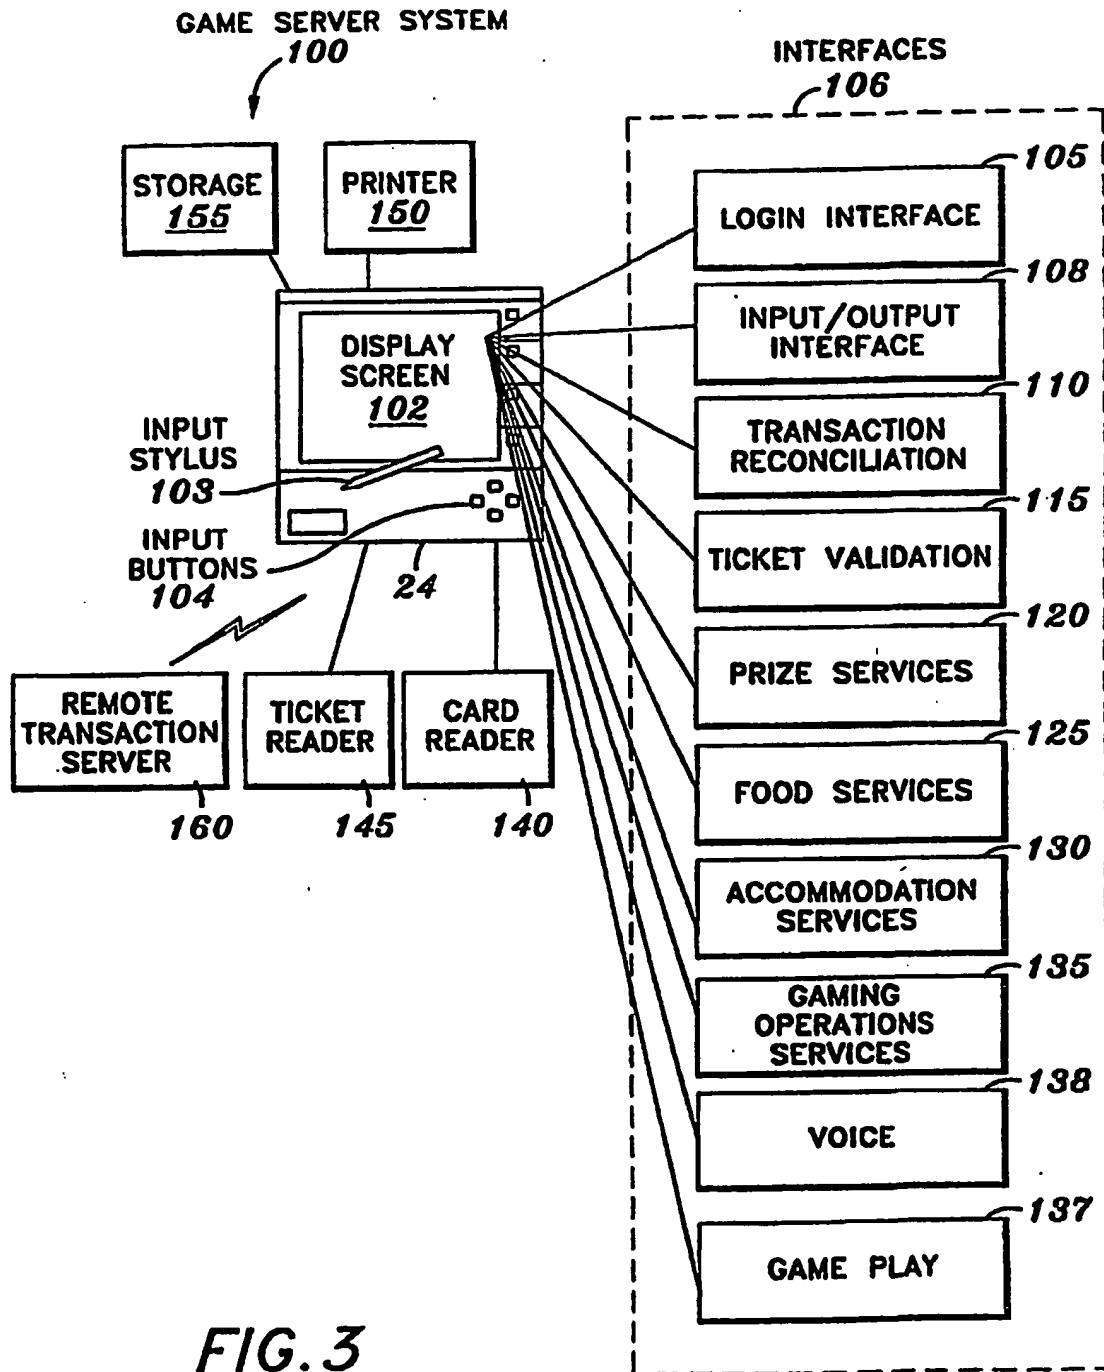 GAME SERVER SYSTEM
100
INTERFACES
106
STORAGE
155
PRINTER
150
DISPLAY
SCREEN
102
INPUT
STYLUS
103
INPUT
BUTTONS
104
24
REMOTE
TRANSACTION
SERVER
160
TICKET
READER
145
CARD
READER
140
105
LOGIN INTERFACE
108
INPUT/OUTPUT
INTERFACE
110
TRANSACTION
RECONCILIATION
115
TICKET VALIDATION
120
PRIZE SERVICES
125
FOOD SERVICES
130
ACCOMMODATION
SERVICES
135
GAMING
OPERATIONS
SERVICES
138
VOICE
137
GAME PLAY
FIG. 3